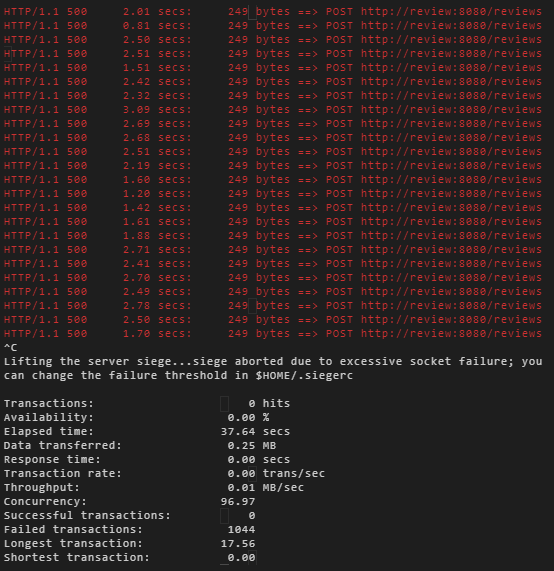 HTTP/1.1 500     2.01 secs:     249 bytes ==> POST http://review:8080/reviews
HTTP/1.1 500     0.81 secs:     249 bytes ==> POST http://review:8080/reviews
HTTP/1.1 500     2.50 secs:     249 bytes ==> POST http://review:8080/reviews
HTTP/1.1 500     2.51 secs:     249 bytes ==> POST http://review:8080/reviews
HTTP/1.1 500     1.51 secs:     249 bytes ==> POST http://review:8080/reviews
HTTP/1.1 500     2.42 secs:     249 bytes ==> POST http://review:8080/reviews
HTTP/1.1 500     2.32 secs:     249 bytes ==> POST http://review:8080/reviews
HTTP/1.1 500     3.09 secs:     249 bytes ==> POST http://review:8080/reviews
HTTP/1.1 500     2.69 secs:     249 bytes ==> POST http://review:8080/reviews
HTTP/1.1 500     2.68 secs:     249 bytes ==> POST http://review:8080/reviews
HTTP/1.1 500     2.51 secs:     249 bytes ==> POST http://review:8080/reviews
HTTP/1.1 500     2.19 secs:     249 bytes ==> POST http://review:8080/reviews
HTTP/1.1 500     1.60 secs:     249 bytes ==> POST http://review:8080/reviews
HTTP/1.1 500     1.20 secs:     249 bytes ==> POST http://review:8080/reviews
HTTP/1.1 500     1.42 secs:     249 bytes ==> POST http://review:8080/reviews
HTTP/1.1 500     1.61 secs:     249 bytes ==> POST http://review:8080/reviews
HTTP/1.1 500     1.88 secs:     249 bytes ==> POST http://review:8080/reviews
HTTP/1.1 500     2.71 secs:     249 bytes ==> POST http://review:8080/reviews
HTTP/1.1 500     2.41 secs:     249 bytes ==> POST http://review:8080/reviews
HTTP/1.1 500     2.70 secs:     249 bytes ==> POST http://review:8080/reviews
HTTP/1.1 500     2.49 secs:     249 bytes ==> POST http://review:8080/reviews
HTTP/1.1 500     2.78 secs:     249 bytes ==> POST http://review:8080/reviews
HTTP/1.1 500     2.50 secs:     249 bytes ==> POST http://review:8080/reviews
HTTP/1.1 500     1.70 secs:     249 bytes ==> POST http://review:8080/reviews
^C
Lifting the server siege...siege aborted due to excessive socket failure; you
can change the failure threshold in $HOME/.siegerc
Transactions:                  0 hits
Availability:               0.00 %
Elapsed time:              37.64 secs
Data transferred:           0.25 MB
Response time:              0.00 secs
Transaction rate:           0.00 trans/sec
Throughput:                 0.01 MB/sec
Concurrency:               96.97
Successful transactions:       0
Failed transactions:        1044
Longest transaction:       17.56
Shortest transaction:       0.00